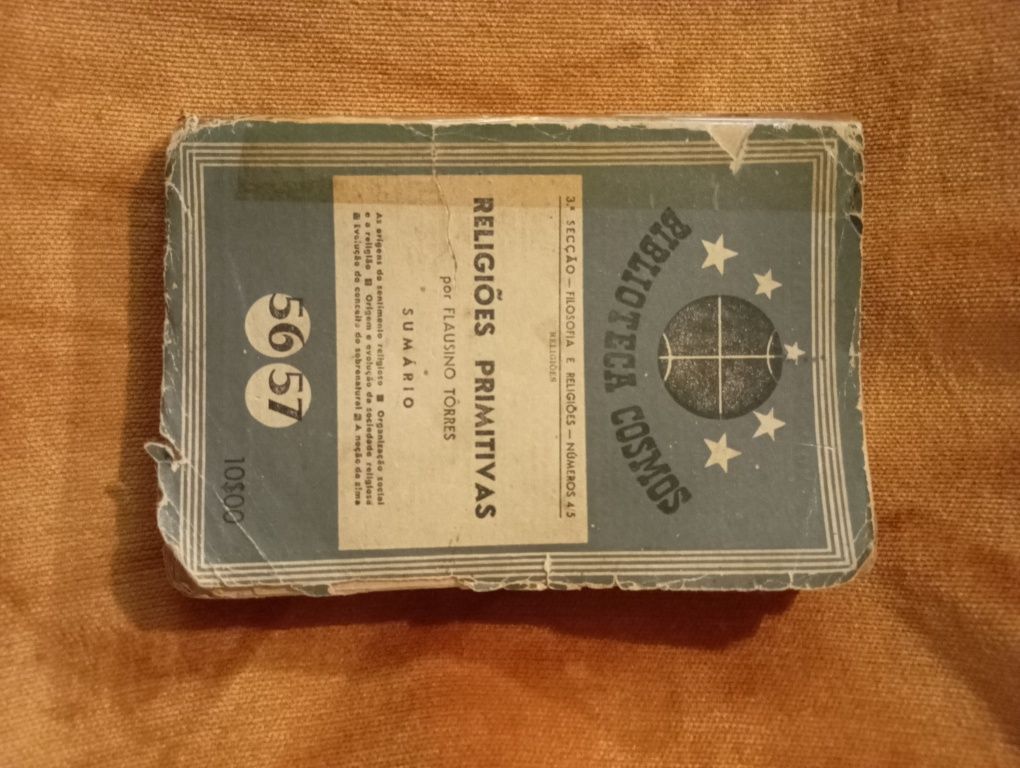 BIBLIOTECA COSMOS
3.ª SECÇÃO — FILOSOFIA E RELIGIÕES — NÚMEROS 4/5
RELIGIÕES
RELIGIÕES PRIMITIVAS
por FLAUSINO TÔRRES
SUMÁRIO
As origens do sentimento religioso ■ Organização social
e a religião ■ Origem e evolução da sociedade religiosa
■ Evolução do conceito do sobrenatural ■ A noção da alma
56 57
10$00